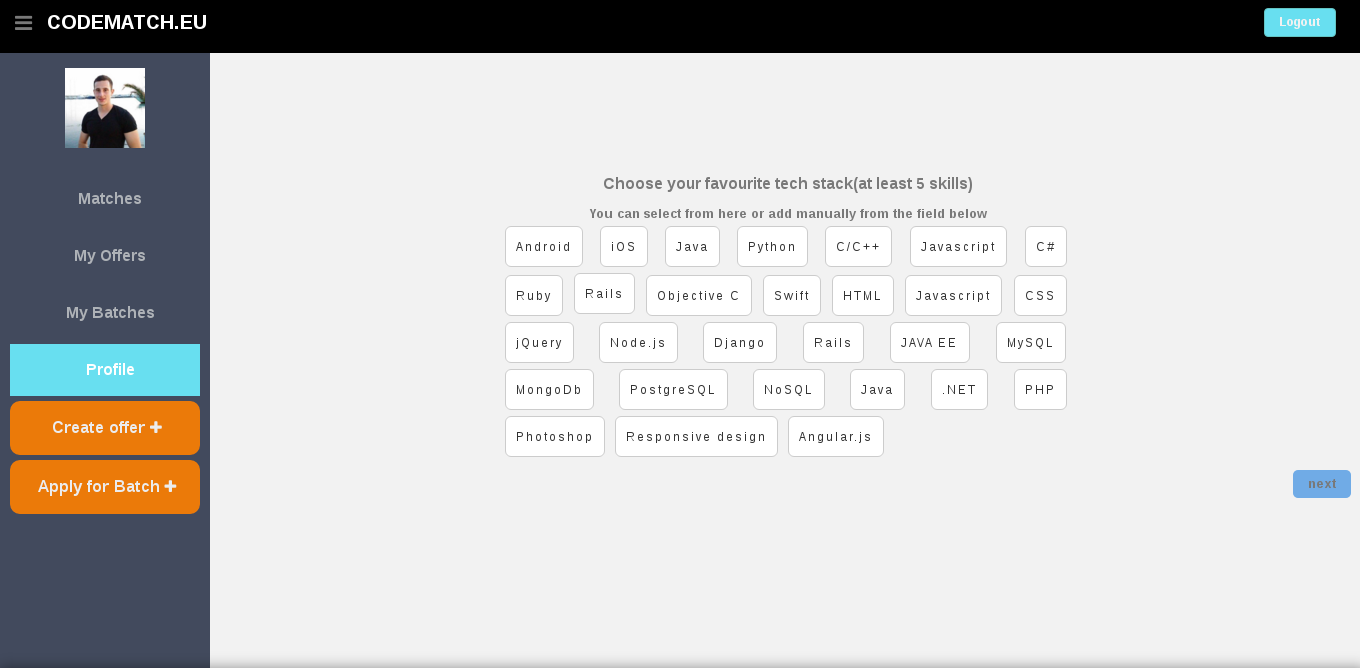 CODEMATCH.EU
Logout
Matches
My Offers
My Batches
Profile
Create offer
Apply for Batch
Choose your favourite tech stack(at least 5 skills)
You can select from here or add manually from the field below
Android iOS Java Python C/C++ Javascript C#
Ruby Rails Objective C Swift HTML Javascript CSS
jQuery Node.js Django Rails JAVA EE MySQL
MongoDb PostgreSQL NoSQL Java .NET PHP
Photoshop Responsive design Angular.js
next